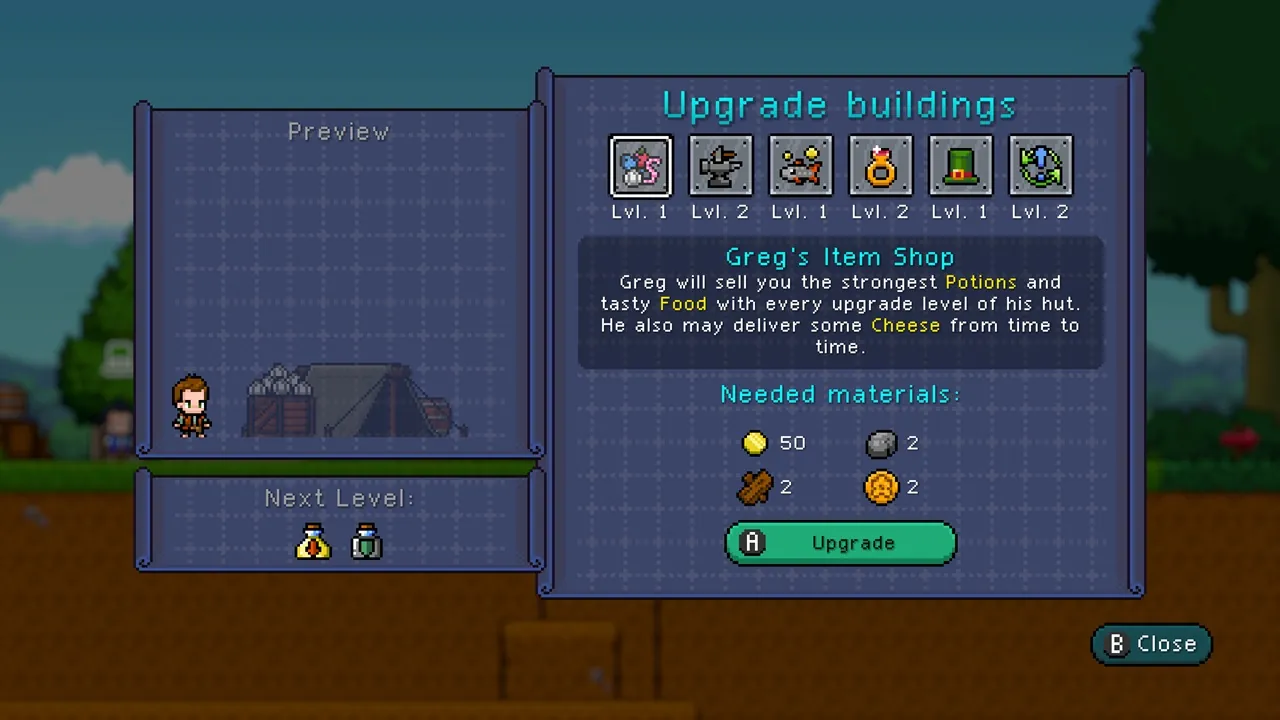 Preview
Next Level:
Upgrade buildings
Lvl. 1 Lvl. 2 Lvl. 1 Lvl. 2 Lvl. 1 Lvl. 2
Greg's Item Shop
Greg will sell you the strongest Potions and
tasty Food with every upgrade level of his hut.
He also may deliver some Cheese from time to
time.
Needed materials:
50 2
2 2
A Upgrade
B Close